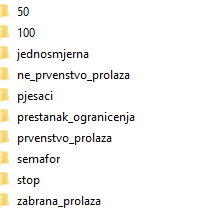 50
100
jednosmjerna
ne_prvenstvo_prolaza
pjesaci
prestanak_ogranicenja
prvenstvo_prolaza
semafor
stop
zabrana_prolaza